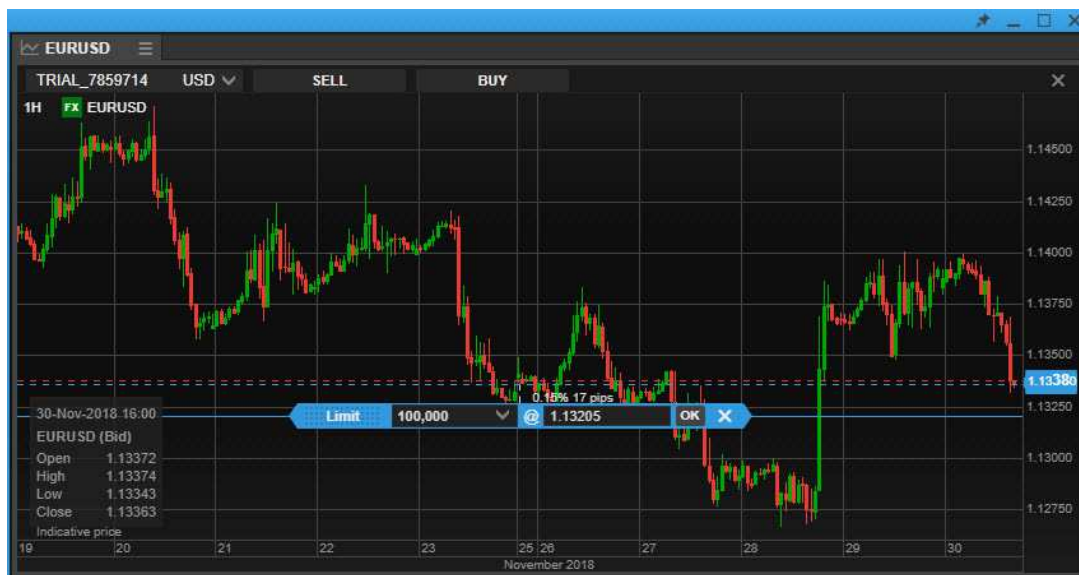 EURUSD
TRIAL_7859714 USD SELL BUY
1H FX EURUSD
1.14500
1.14250
1.14000
1.13750
1.13500
1.13380
1.13250
1.13000
1.12750
0.15% 17 pips
Limit 100,000 @ 1.13205 OK
30-Nov-2018 16:00
EURUSD (Bid)
Open 1.13372
High 1.13374
Low 1.13343
Close 1.13363
Indicative price
19 20 21 22 23 25 26 27 28 29 30
November 2018